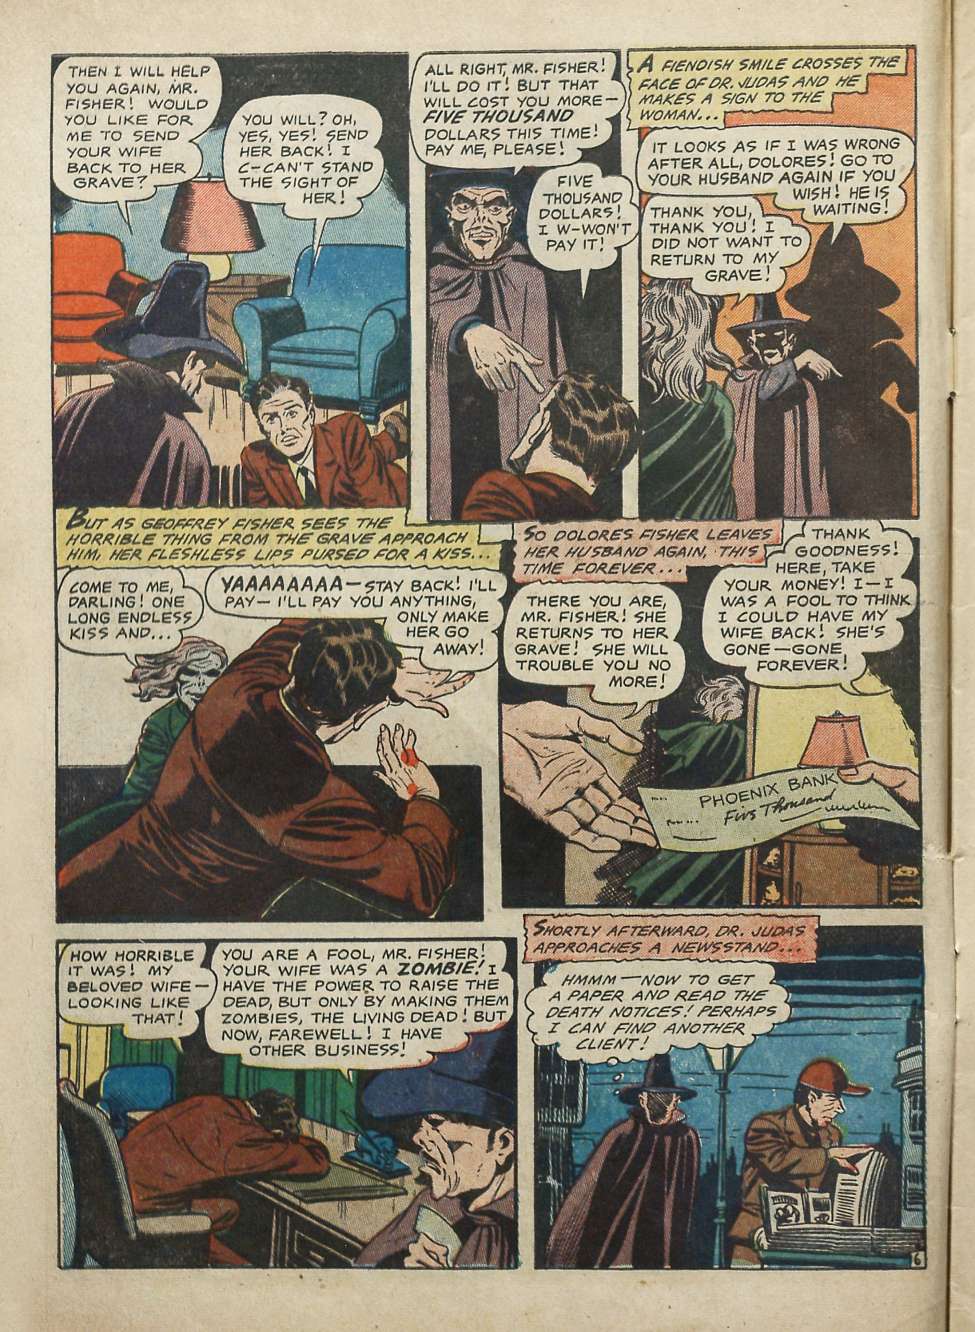 THEN I WILL HELP
YOU AGAIN, MR.
FISHER! WOULD
YOU LIKE FOR
ME TO SEND
YOUR WIFE
BACK TO HER
GRAVE?
YOU WILL? OH,
YES, YES! SEND
HER BACK! I
C-CAN'T STAND
THE SIGHT OF
HER!
ALL RIGHT, MR. FISHER!
I'LL DO IT! BUT THAT
WILL COST YOU MORE—
FIVE THOUSAND
DOLLARS THIS TIME!
PAY ME, PLEASE!
FIVE
THOUSAND
DOLLARS!
I W-WON'T
PAY IT!
A FIENDISH SMILE CROSSES THE
FACE OF DR. JUDAS AND HE
MAKES A SIGN TO THE
WOMAN...
IT LOOKS AS IF I WAS WRONG
AFTER ALL, DOLORES! GO TO
YOUR HUSBAND AGAIN IF YOU
WISH! HE IS
WAITING!
THANK YOU,
THANK YOU! I
DID NOT WANT TO
RETURN TO MY
GRAVE!
BUT AS GEOFFREY FISHER SEES THE
HORRIBLE THING FROM THE GRAVE APPROACH
HIM, HER FLESHLESS LIPS PURSED FOR A KISS...
COME TO ME,
DARLING! ONE
LONG ENDLESS
KISS AND...
YAAAAAAAA—STAY BACK! I'LL
PAY—I'LL PAY YOU ANYTHING,
ONLY MAKE
HER GO
AWAY!
SO DOLORES FISHER LEAVES
HER HUSBAND AGAIN, THIS
TIME FOREVER...
THERE YOU ARE,
MR. FISHER! SHE
RETURNS TO HER
GRAVE! SHE WILL
TROUBLE YOU NO
MORE!
THANK
GOODNESS!
HERE, TAKE
YOUR MONEY! I—I
WAS A FOOL TO THINK
I COULD HAVE MY
WIFE BACK! SHE'S
GONE—GONE
FOREVER!
PHOENIX BANK
Five Thousand
HOW HORRIBLE
IT WAS! MY
BELOVED WIFE—
LOOKING LIKE
THAT!
YOU ARE A FOOL, MR. FISHER!
YOUR WIFE WAS A ZOMBIE! I
HAVE THE POWER TO RAISE THE
DEAD, BUT ONLY BY MAKING THEM
ZOMBIES, THE LIVING DEAD! BUT
NOW, FAREWELL! I HAVE
OTHER BUSINESS!
SHORTLY AFTERWARD, DR. JUDAS
APPROACHES A NEWSSTAND...
HMMM—NOW TO GET
A PAPER AND READ THE
DEATH NOTICES! PERHAPS
I CAN FIND ANOTHER
CLIENT!
6